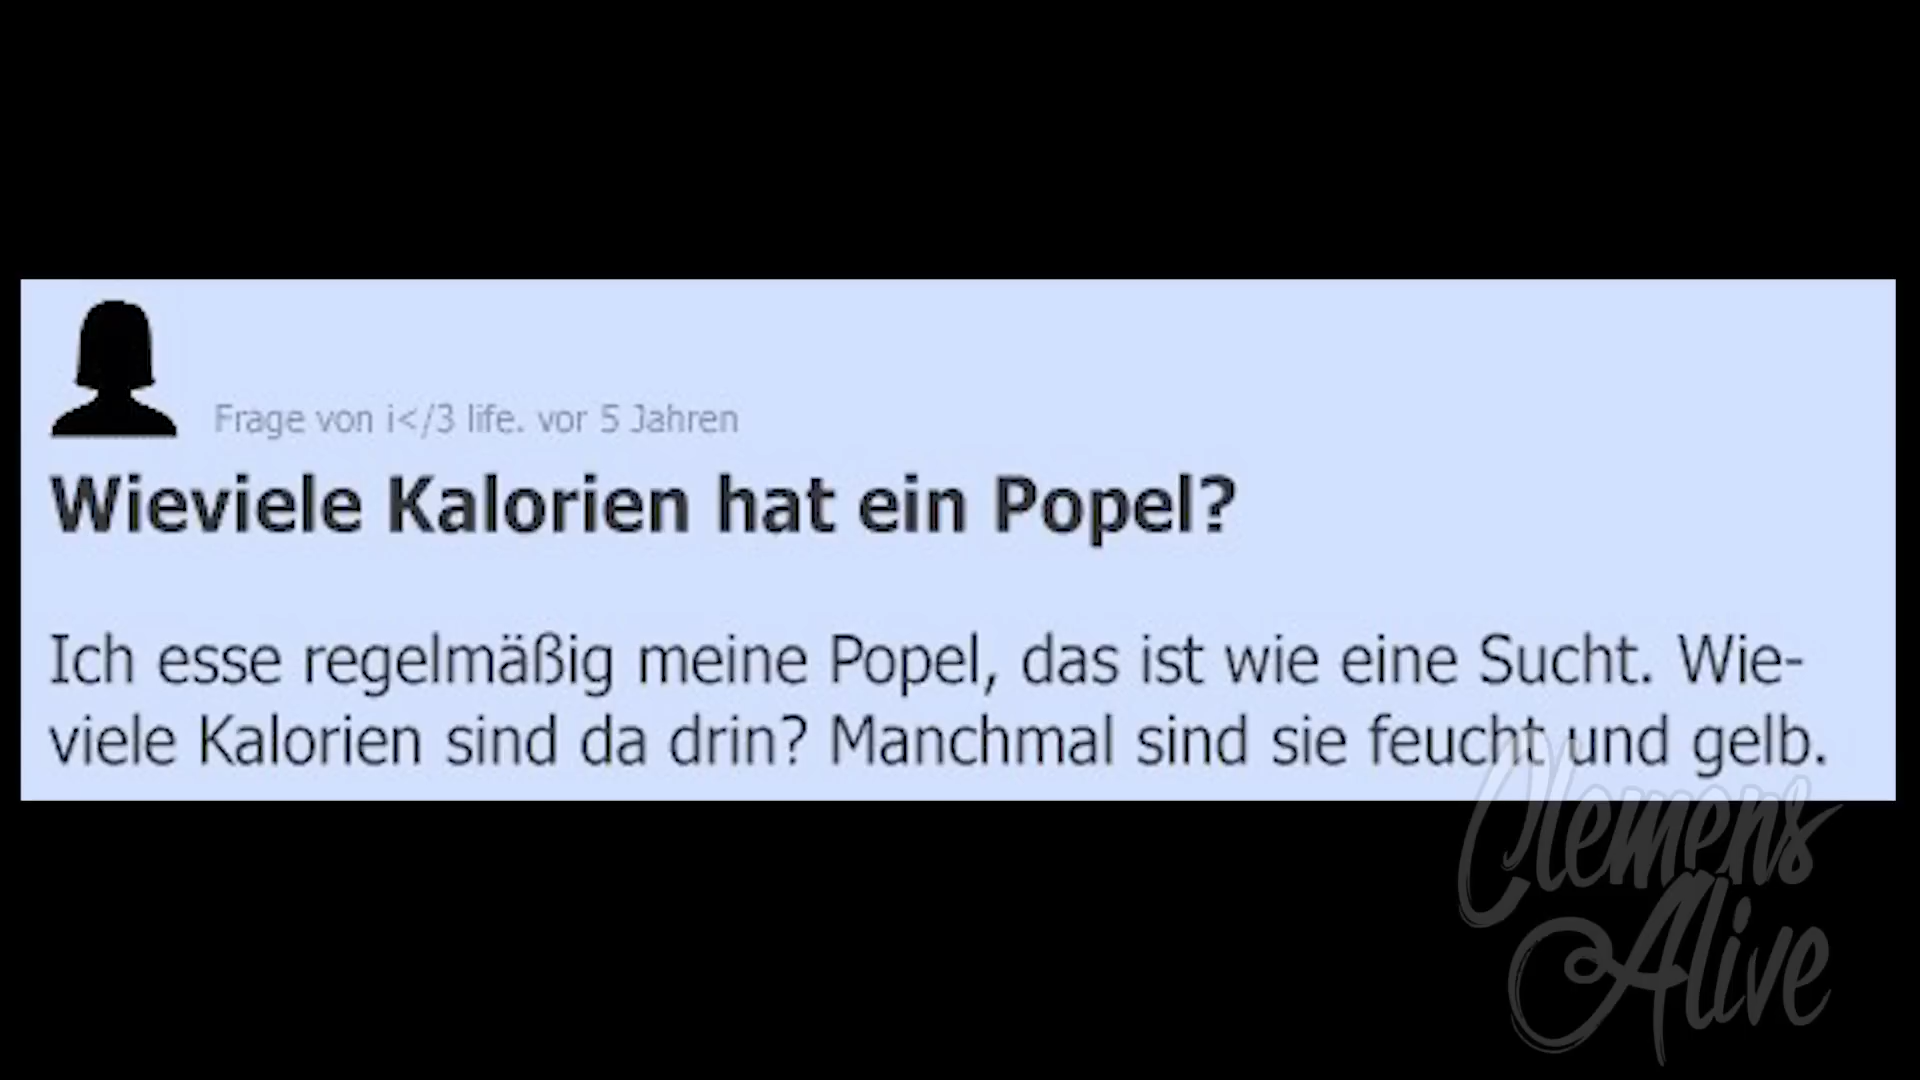 Frage von i</3 life. vor 5 Jahren
Wieviele Kalorien hat ein Popel?
Ich esse regelmäßig meine Popel, das ist wie eine Sucht. Wie-
viele Kalorien sind da drin? Manchmal sind sie feucht und gelb.
Clemens
Alive